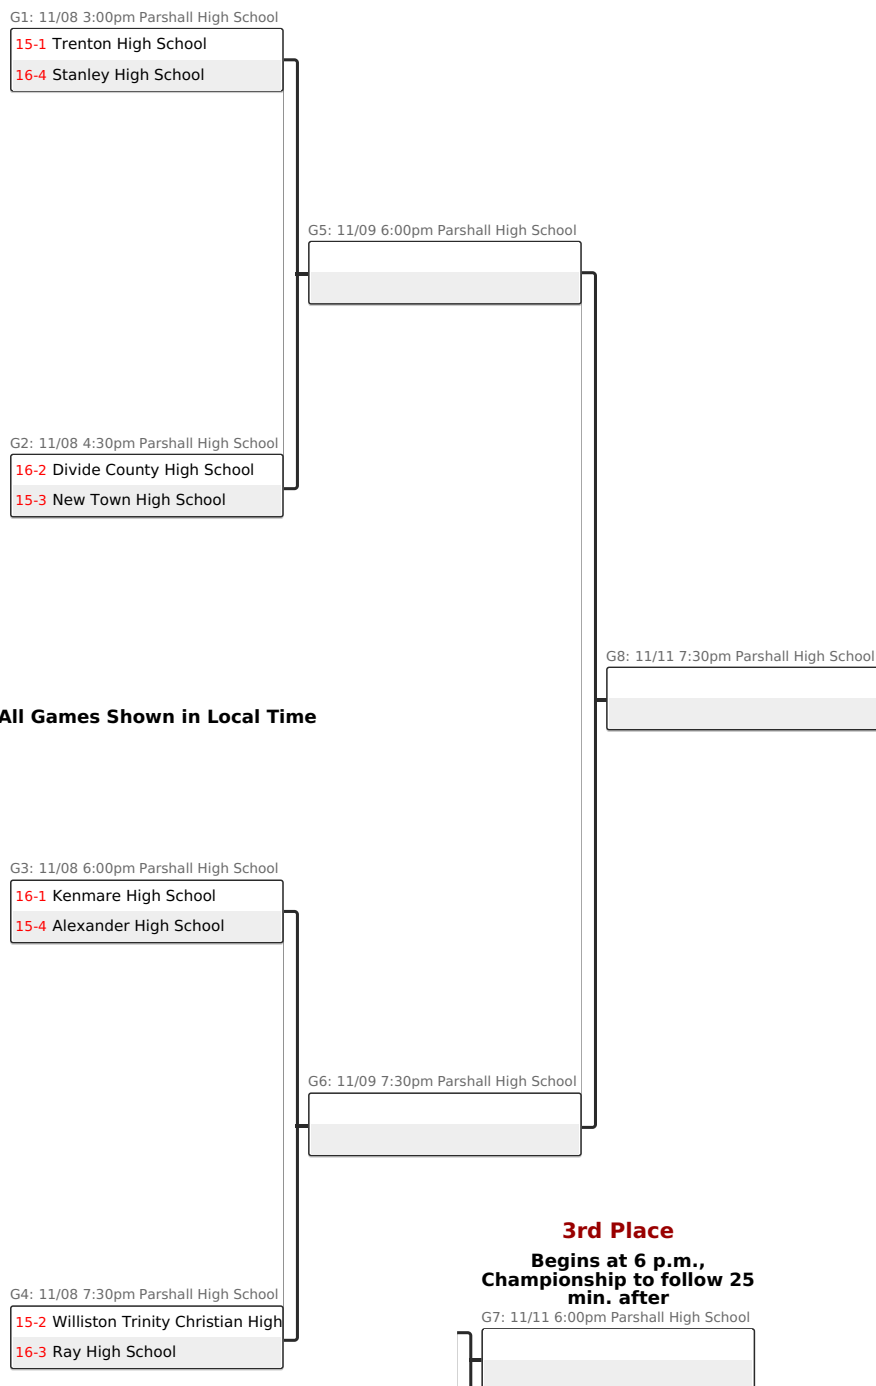 G1: 11/08 3:00pm Parshall High School
15-1 Trenton High School
16-4 Stanley High School
G5: 11/09 6:00pm Parshall High School
G2: 11/08 4:30pm Parshall High School
16-2 Divide County High School
15-3 New Town High School
G8: 11/11 7:30pm Parshall High School
All Games Shown in Local Time
G3: 11/08 6:00pm Parshall High School
16-1 Kenmare High School
15-4 Alexander High School
G6: 11/09 7:30pm Parshall High School
3rd Place
Begins at 6 p.m.,
Championship to follow 25
min. after
G4: 11/08 7:30pm Parshall High School
G7: 11/11 6:00pm Parshall High School
15-2 Williston Trinity Christian High
16-3 Ray High School